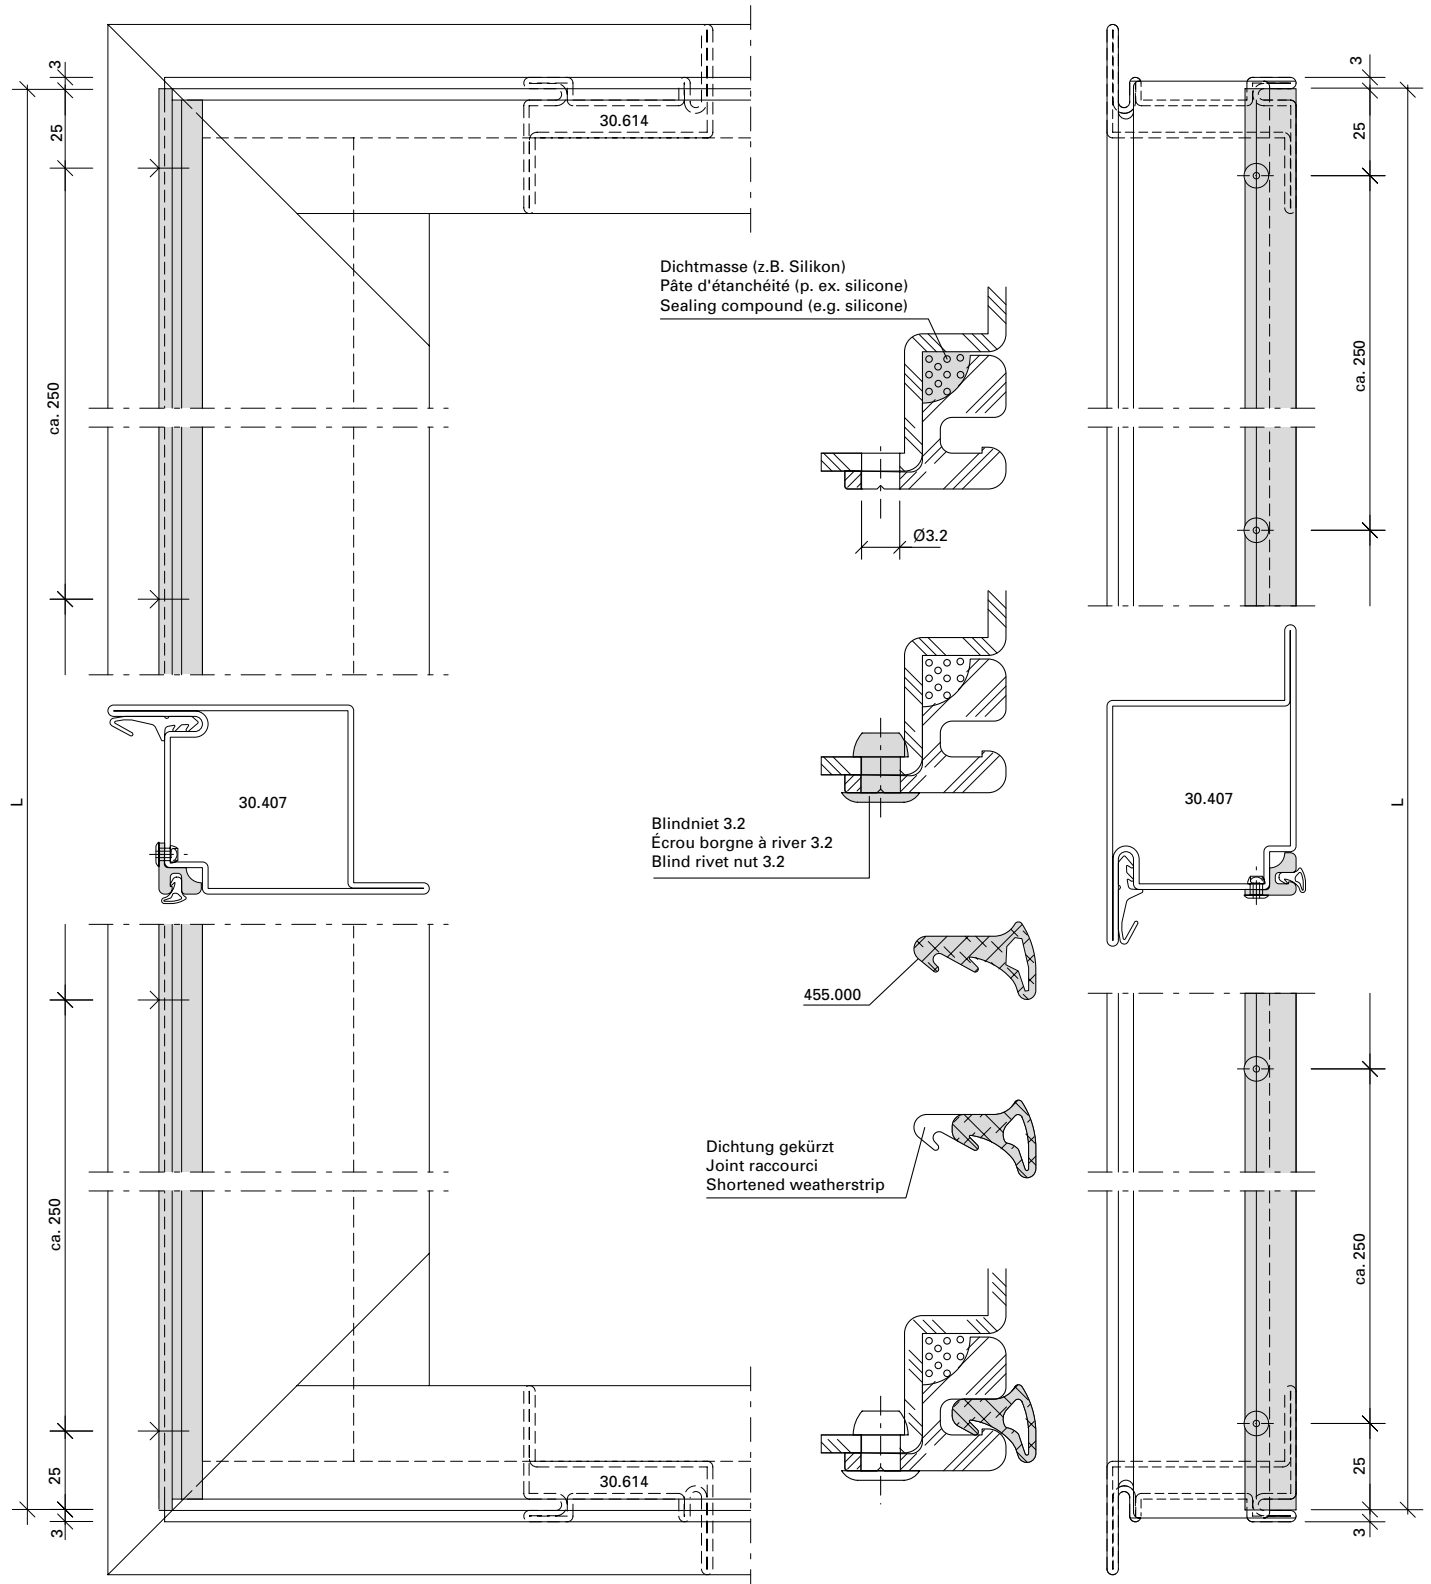 3
25
ca. 250
L
30.614
Dichtmasse (z.B. Silikon)
Pâte d'étanchéité (p. ex. silicone)
Sealing compound (e.g. silicone)
Ø3.2
3
25
ca. 250
30.407
Blindniet 3.2
Écrou borgne à river 3.2
Blind rivet nut 3.2
30.407
L
455.000
Dichtung gekürzt
Joint raccourci
Shortened weatherstrip
ca. 250
25
3
30.614
ca. 250
25
3